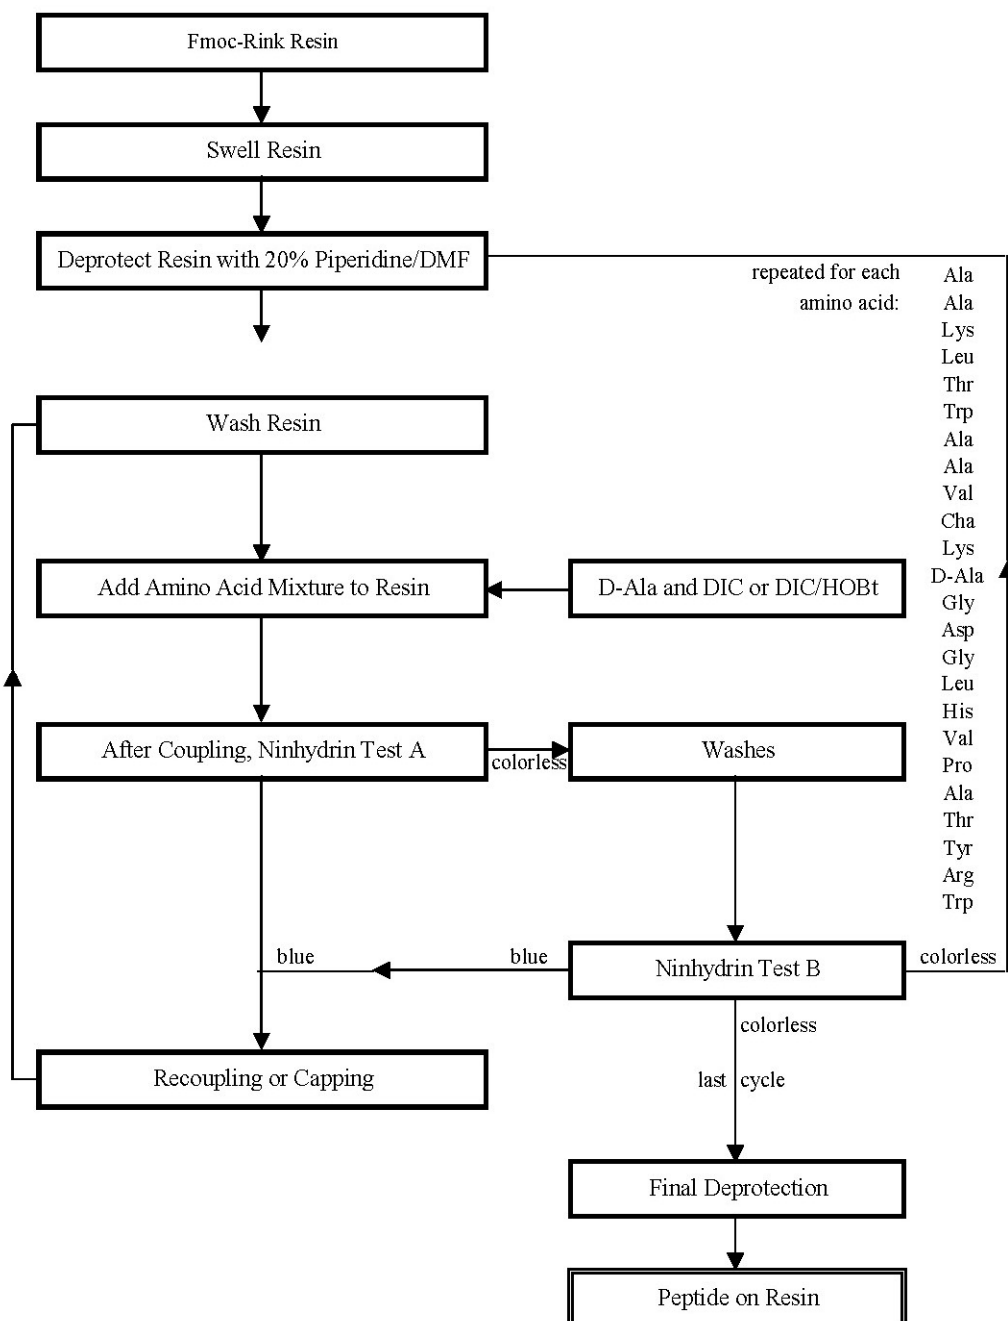 Fmoc-Rink Resin
Swell Resin
Deprotect Resin with 20% Piperidine/DMF
repeated for each
amino acid:
Ala
Ala
Lys
Leu
Thr
Trp
Ala
Ala
Val
Cha
Lys
D-Ala
Gly
Asp
Gly
Leu
His
Val
Pro
Ala
Thr
Tyr
Arg
Trp
Wash Resin
Add Amino Acid Mixture to Resin
D-Ala and DIC or DIC/HOBt
After Coupling, Ninhydrin Test A
colorless
Washes
blue
blue
Ninhydrin Test B
colorless
colorless
last cycle
Recoupling or Capping
Final Deprotection
Peptide on Resin